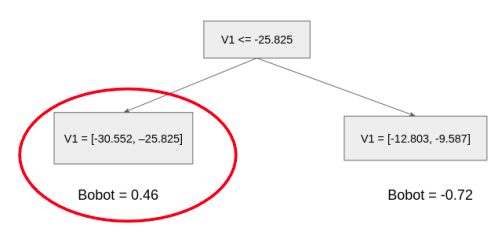 V1 <= -25.825
V1 = [-30.552, –25.825]
V1 = [-12.803, -9.587]
Bobot = 0.46
Bobot = -0.72